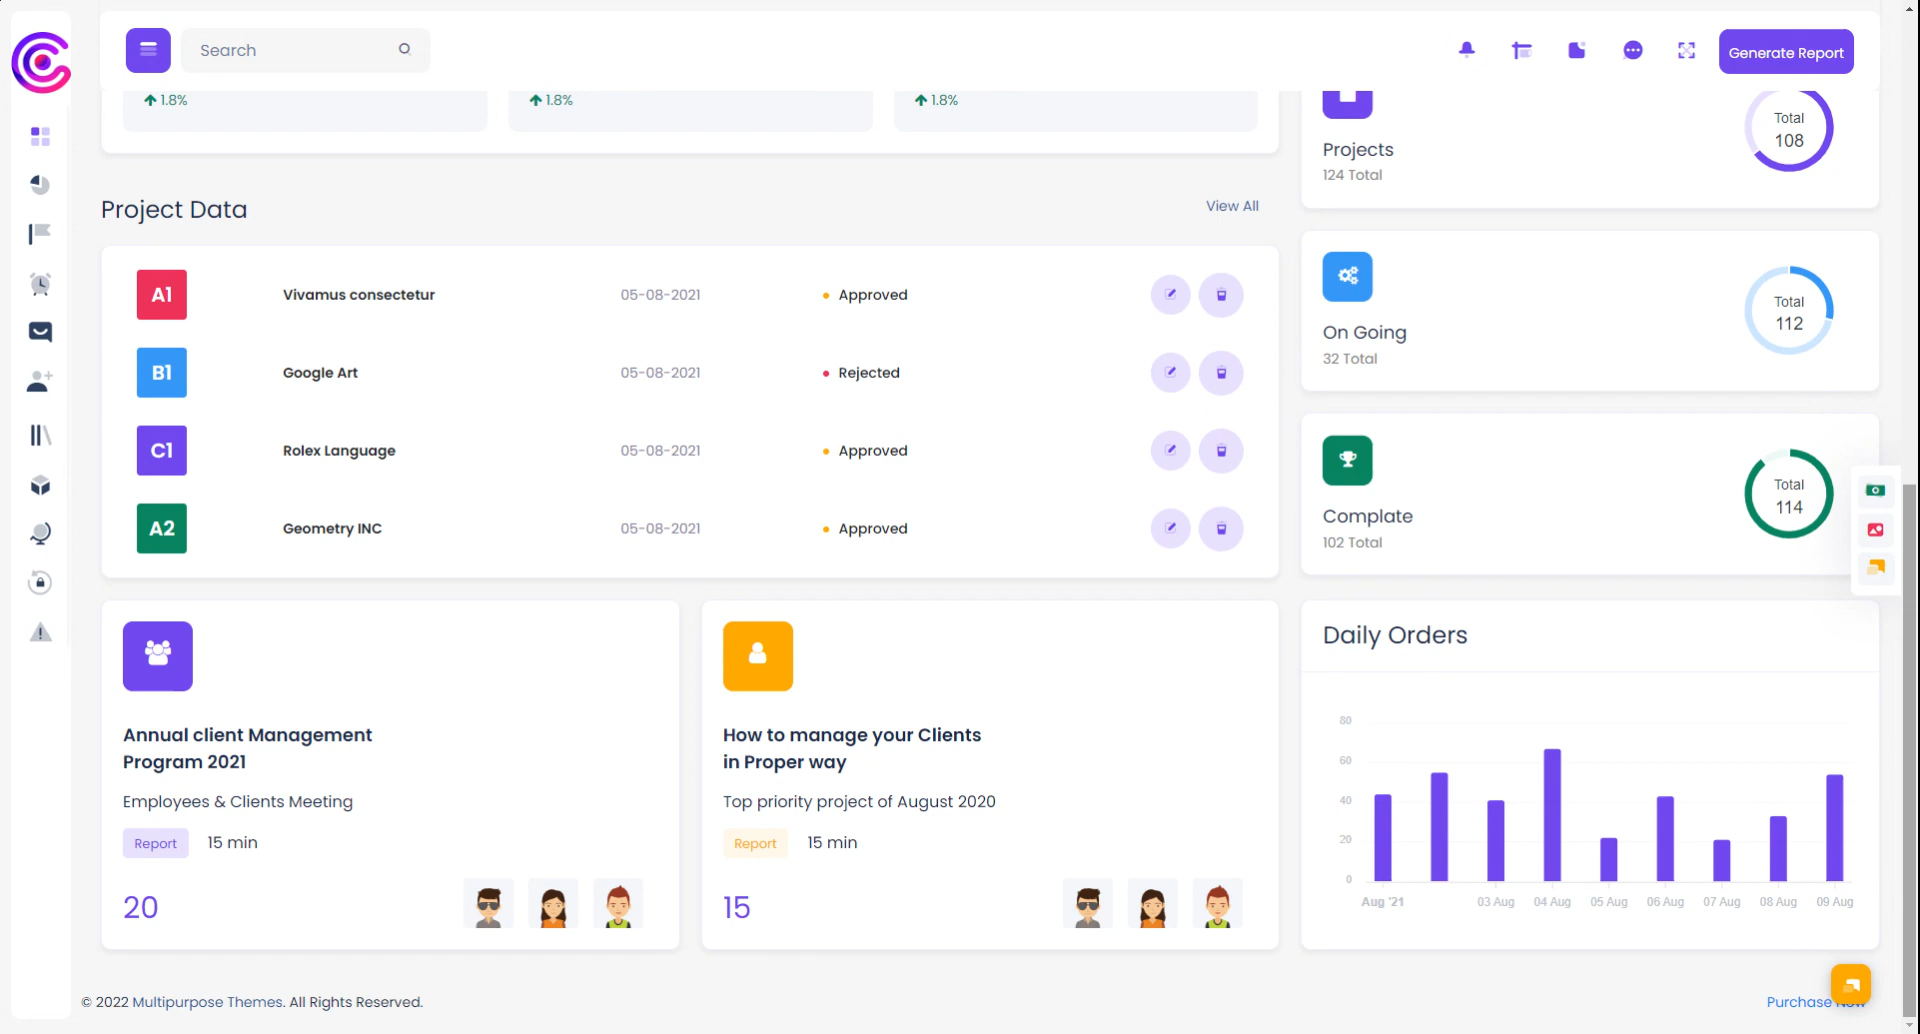 Search
Generate Report
1.8%
1.8%
1.8%
Projects
124 Total
Total
108
Project Data
View All
A1
Vivamus consectetur
05-08-2021
Approved
B1
Google Art
05-08-2021
Rejected
C1
Rolex Language
05-08-2021
Approved
A2
Geometry INC
05-08-2021
Approved
On Going
32 Total
Total
112
Complate
102 Total
Total
114
Annual client Management
Program 2021
Employees & Clients Meeting
Report
15 min
20
How to manage your Clients
in Proper way
Top priority project of August 2020
Report
15 min
15
Daily Orders
80
60
40
20
0
Aug '21
03 Aug
04 Aug
05 Aug
06 Aug
07 Aug
08 Aug
09 Aug
© 2022 Multipurpose Themes. All Rights Reserved.
Purchase Now